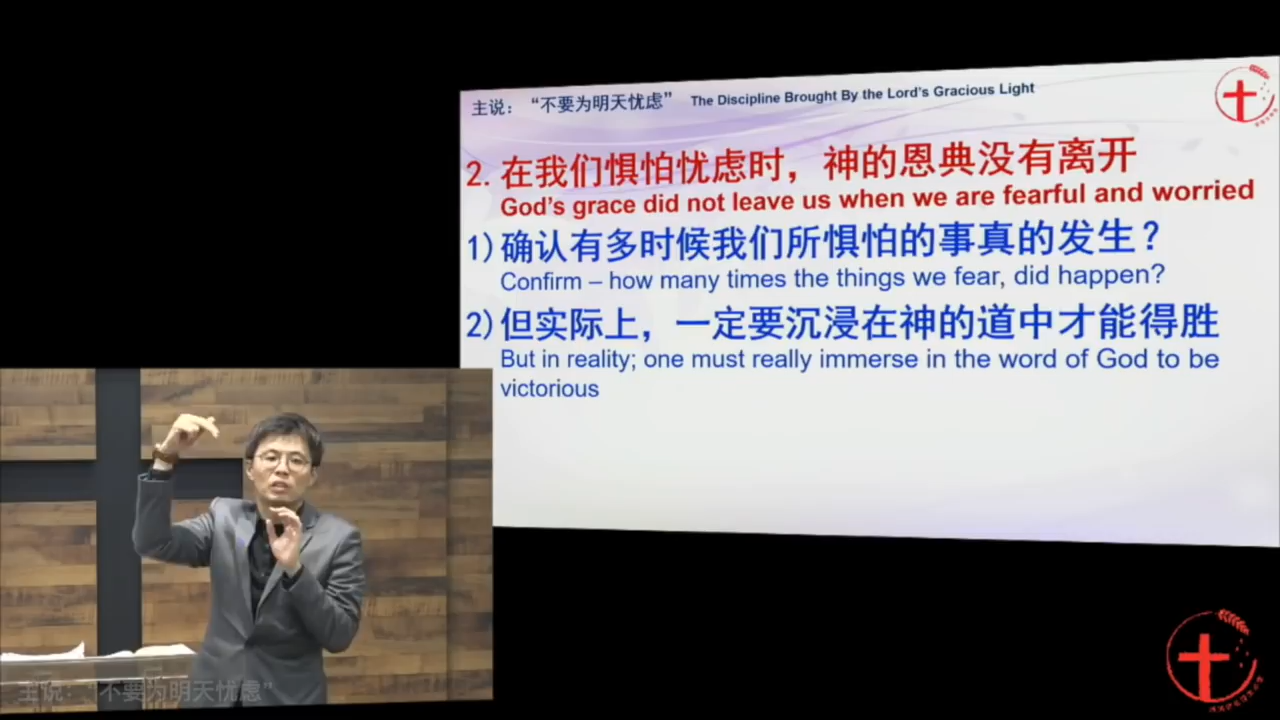 主说：“不要为明天忧虑” The Discipline Brought By the Lord's Gracious Light
2. 在我们惧怕忧虑时，神的恩典没有离开
God's grace did not leave us when we are fearful and worried
1) 确认有多时候我们所惧怕的事真的发生？
Confirm – how many times the things we fear, did happen?
2) 但实际上，一定要沉浸在神的道中才能得胜
But in reality; one must really immerse in the word of God to be
victorious
主说：“不要为明天忧虑”